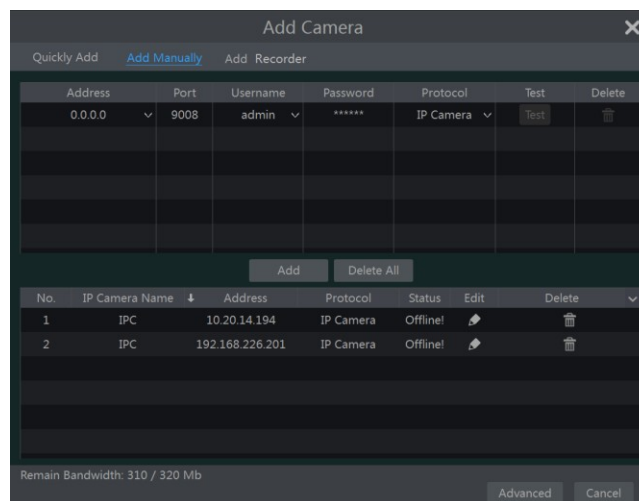 Add Camera
Quickly Add Add Manually Add Recorder
Address Port Username Password Protocol Test Delete
0.0.0.0 9008 admin ****** IP Camera Test
Add Delete All
No. IP Camera Name Address Protocol Status Edit Delete
1 IPC 10.20.14.194 IP Camera Offline!
2 IPC 192.168.226.201 IP Camera Offline!
Remain Bandwidth: 310 / 320 Mb
Advanced Cancel